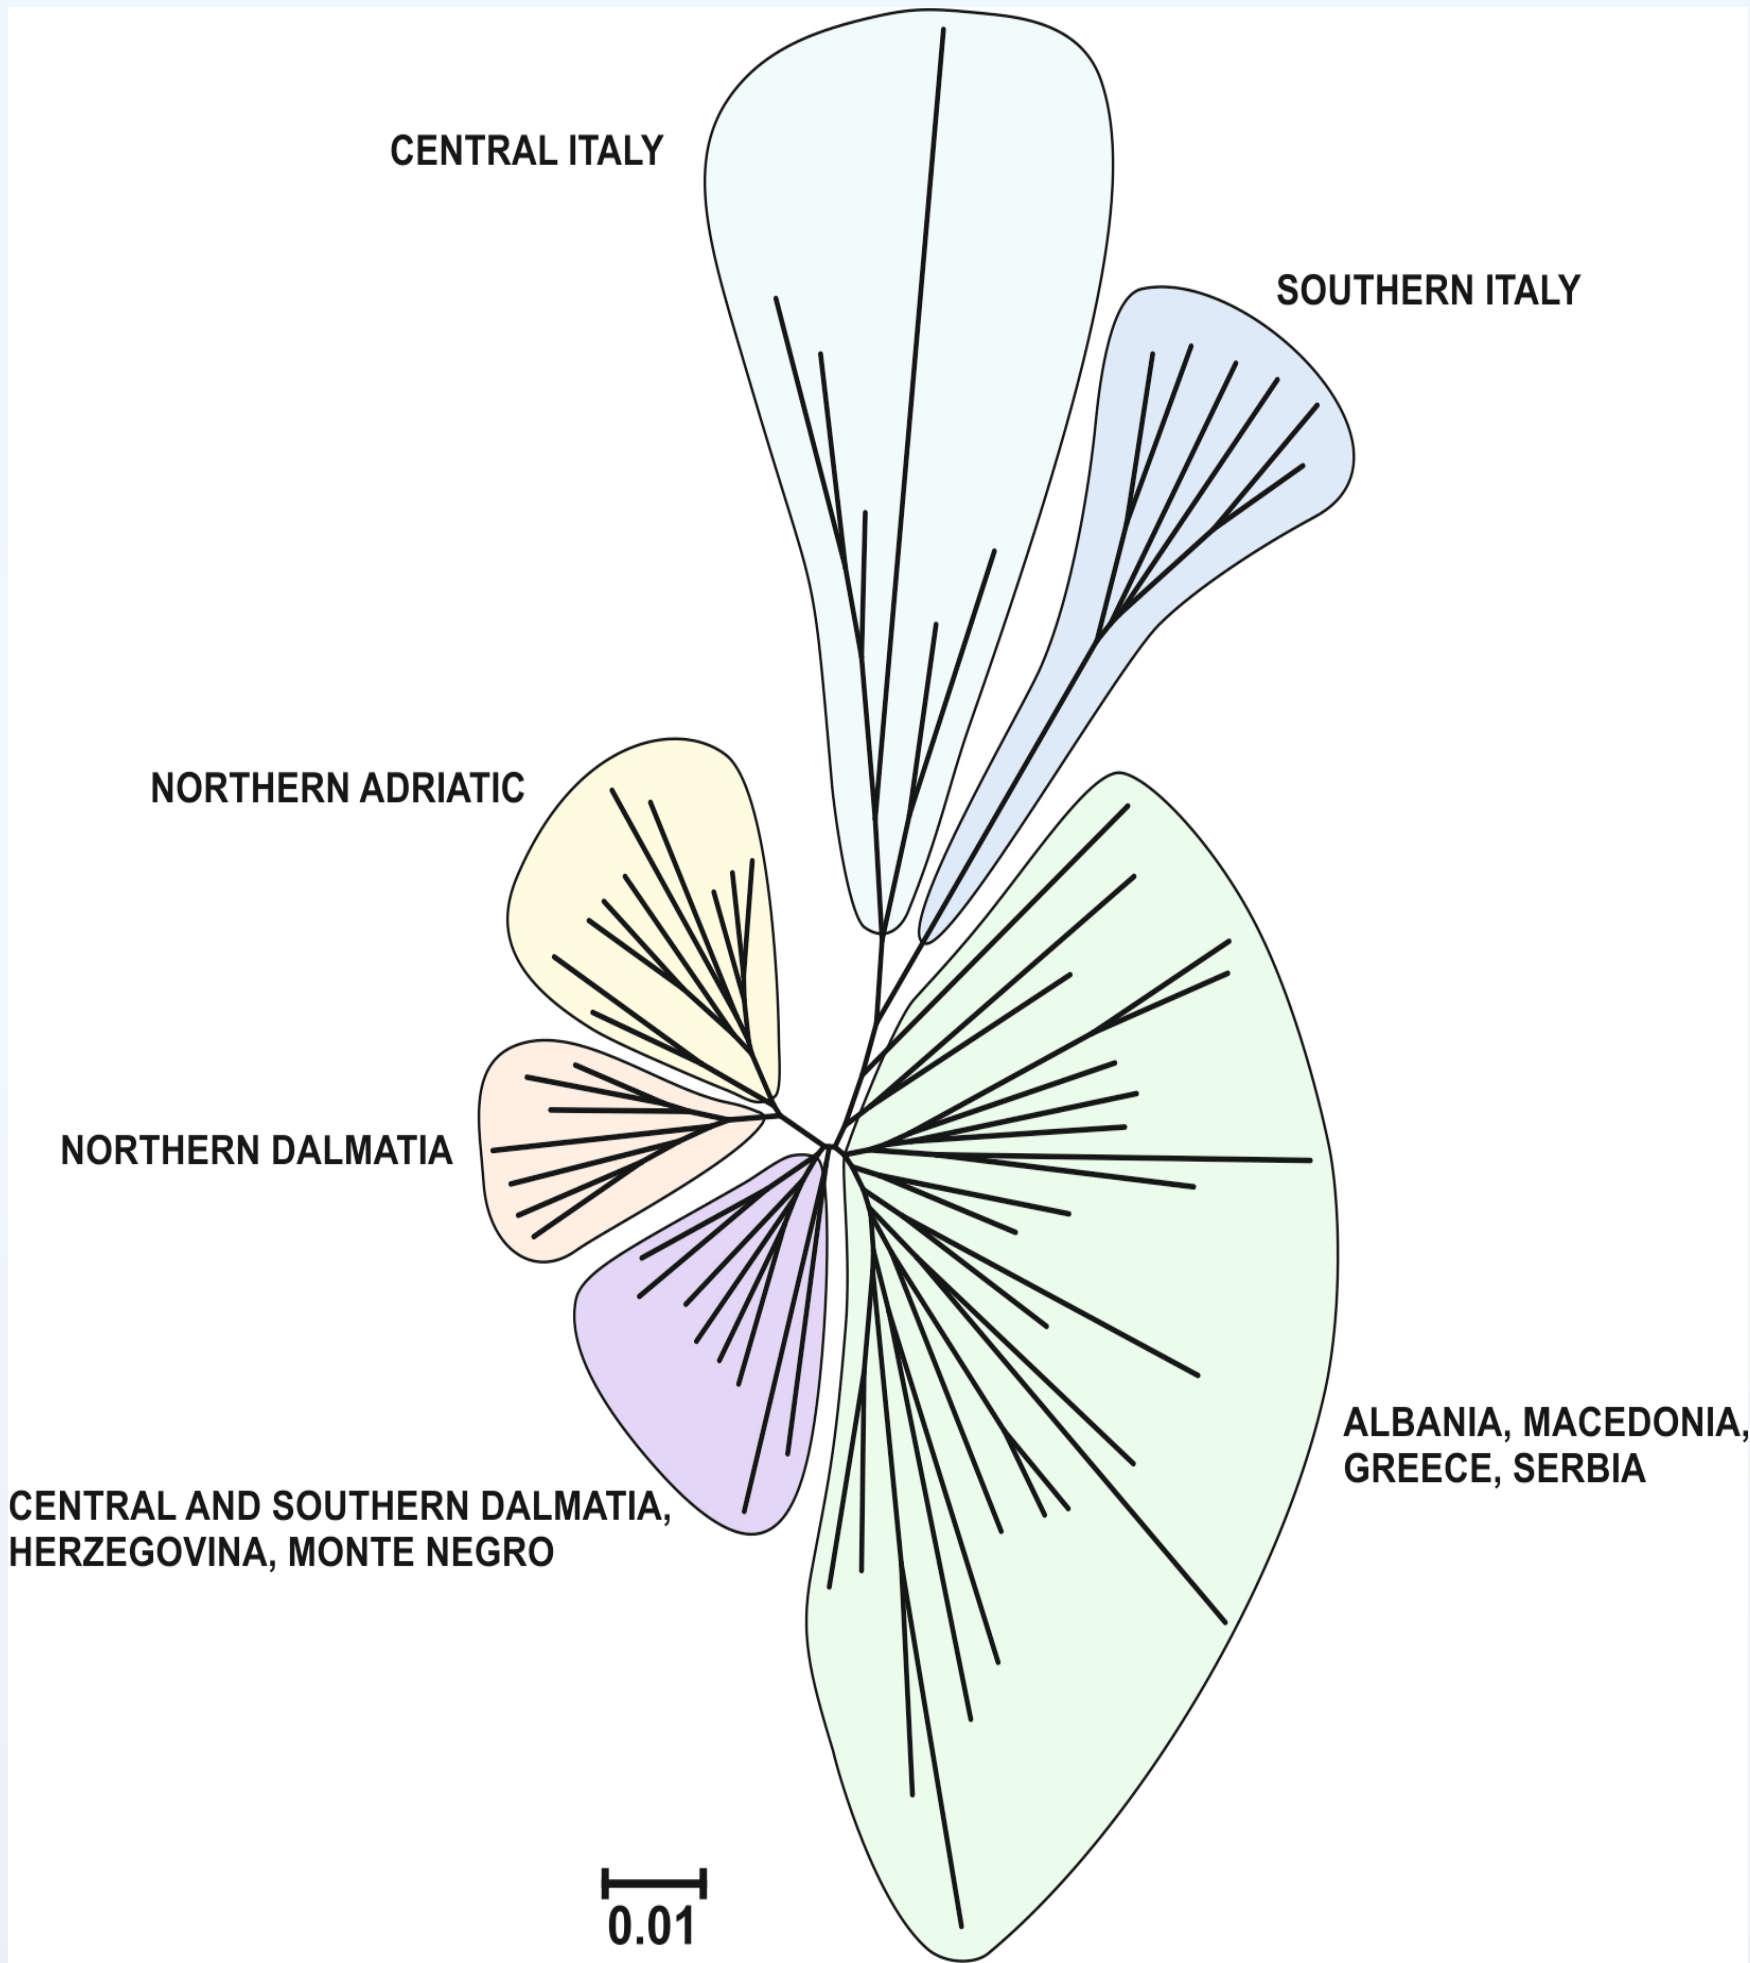 CENTRAL ITALY
SOUTHERN ITALY
NORTHERN ADRIATIC
NORTHERN DALMATIA
ALBANIA, MACEDONIA,
GREECE, SERBIA
CENTRAL AND SOUTHERN DALMATIA,
HERZEGOVINA, MONTE NEGRO
0.01